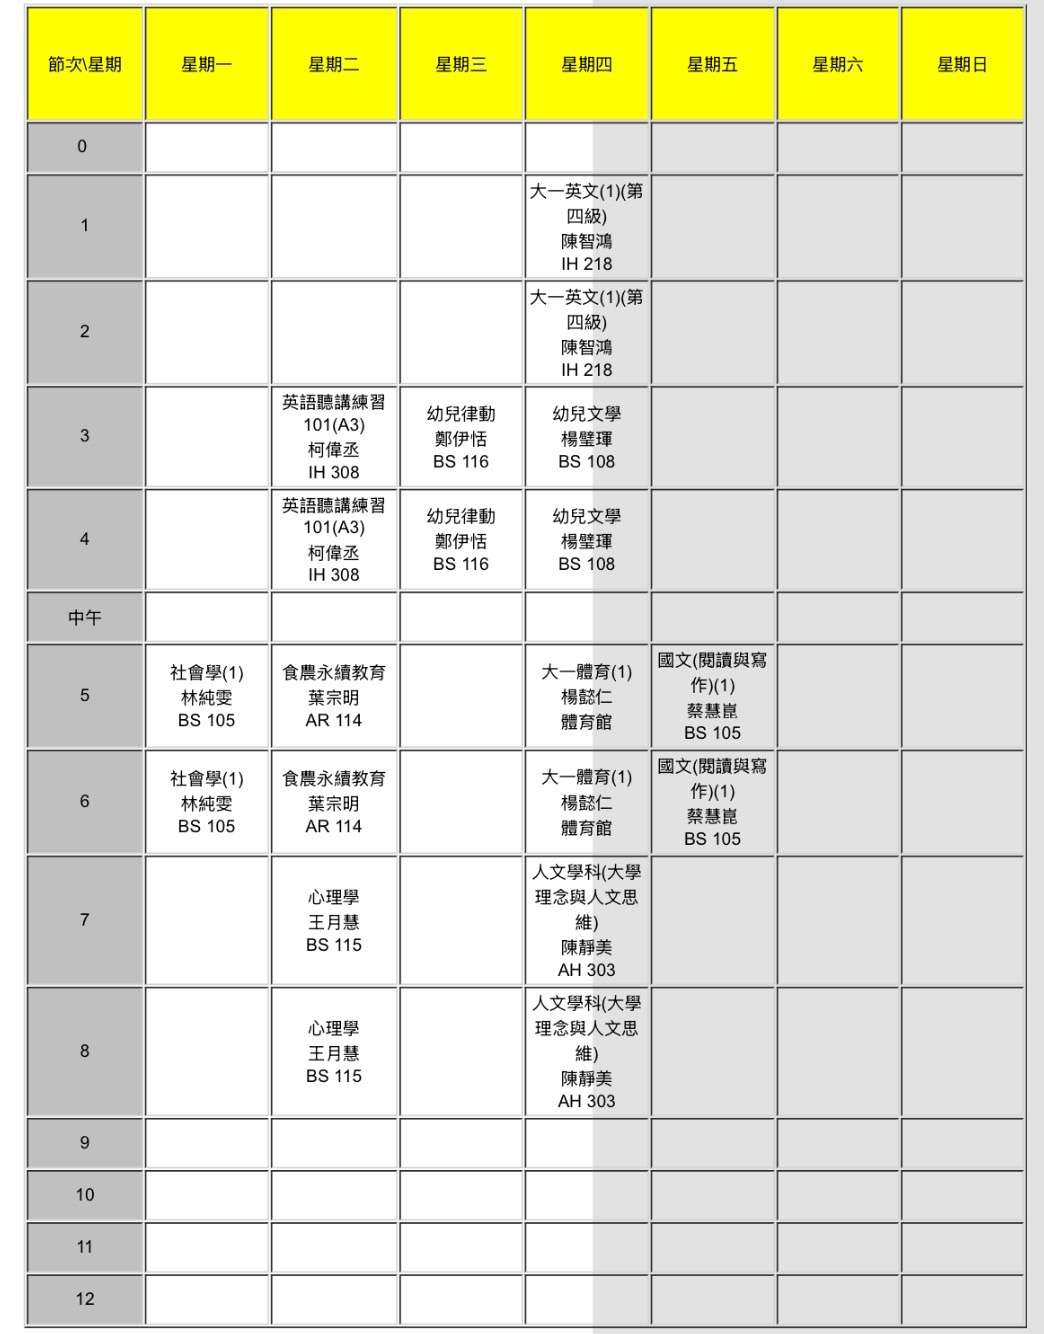 節次\星期 星期一 星期二 星期三 星期四 星期五 星期六 星期日
0
1
大一英文(1)(第
四級)
陳智鴻
IH 218
2
大一英文(1)(第
四級)
陳智鴻
IH 218
3
英語聽講練習
101(A3)
柯偉丞
IH 308
幼兒律動
鄭伊恬
BS 116
幼兒文學
楊璧琿
BS 108
4
英語聽講練習
101(A3)
柯偉丞
IH 308
幼兒律動
鄭伊恬
BS 116
幼兒文學
楊璧琿
BS 108
中午
5
社會學(1)
林純雯
BS 105
食農永續教育
葉宗明
AR 114
大一體育(1)
楊懿仁
體育館
國文(閱讀與寫
作)(1)
蔡慧崑
BS 105
6
社會學(1)
林純雯
BS 105
食農永續教育
葉宗明
AR 114
大一體育(1)
楊懿仁
體育館
國文(閱讀與寫
作)(1)
蔡慧崑
BS 105
7
心理學
王月慧
BS 115
人文學科(大學
理念與人文思
維)
陳靜美
AH 303
8
心理學
王月慧
BS 115
人文學科(大學
理念與人文思
維)
陳靜美
AH 303
9
10
11
12